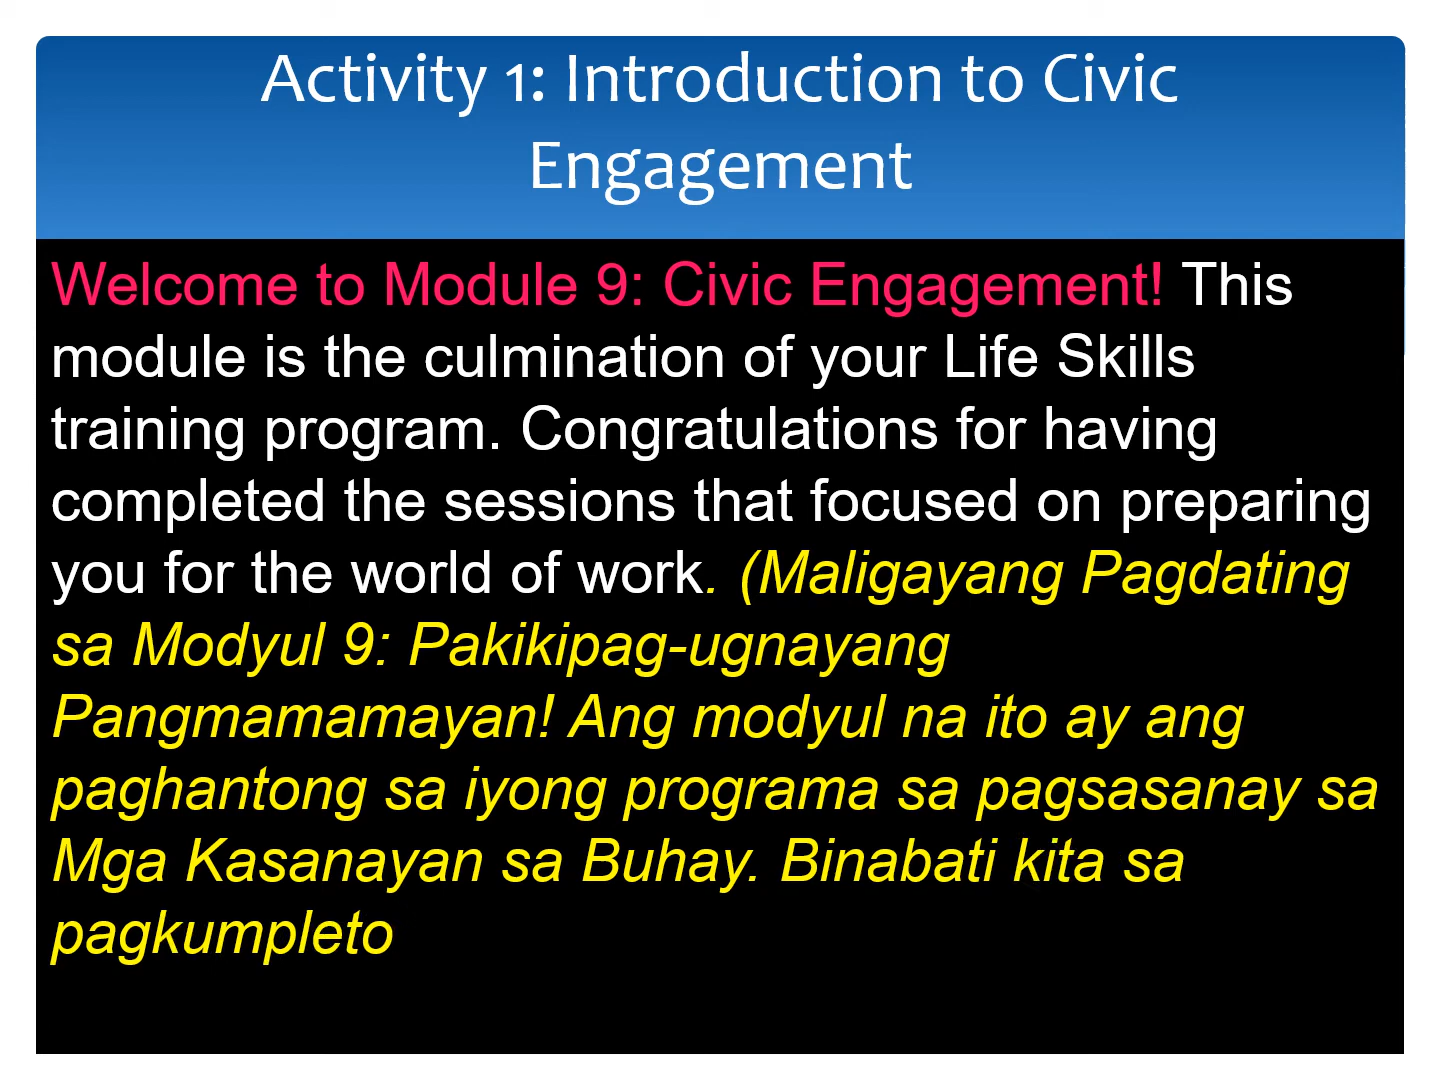 Activity 1: Introduction to Civic
Engagement
Welcome to Module 9: Civic Engagement! This
module is the culmination of your Life Skills
training program. Congratulations for having
completed the sessions that focused on preparing
you for the world of work. (Maligayang Pagdating
sa Modyul 9: Pakikipag-ugnayang
Pangmamamayan! Ang modyul na ito ay ang
paghantong sa iyong programa sa pagsasanay sa
Mga Kasanayan sa Buhay. Binabati kita sa
pagkumpleto